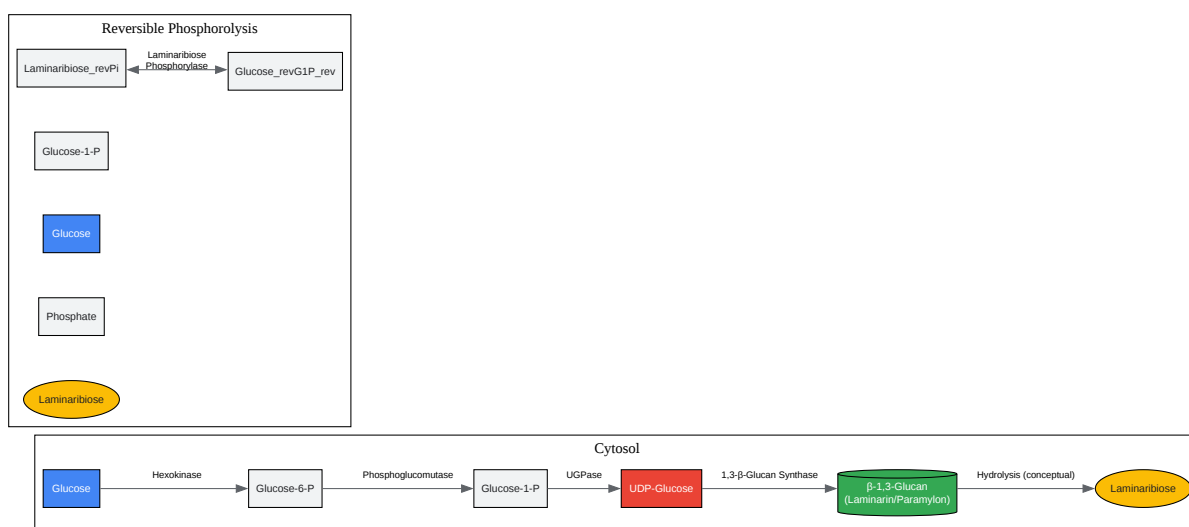 Reversible Phosphorolysis
Laminaribiose_revPi
Laminaribiose
Phosphorylase
Glucose_revG1P_rev
Glucose-1-P
Glucose
Phosphate
Laminaribiose
Cytosol
Glucose
Hexokinase
Glucose-6-P
Phosphoglucomutase
Glucose-1-P
UGPase
UDP-Glucose
1,3-β-Glucan Synthase
β-1,3-Glucan
(Laminarin/Paramylon)
Hydrolysis (conceptual)
Laminaribiose